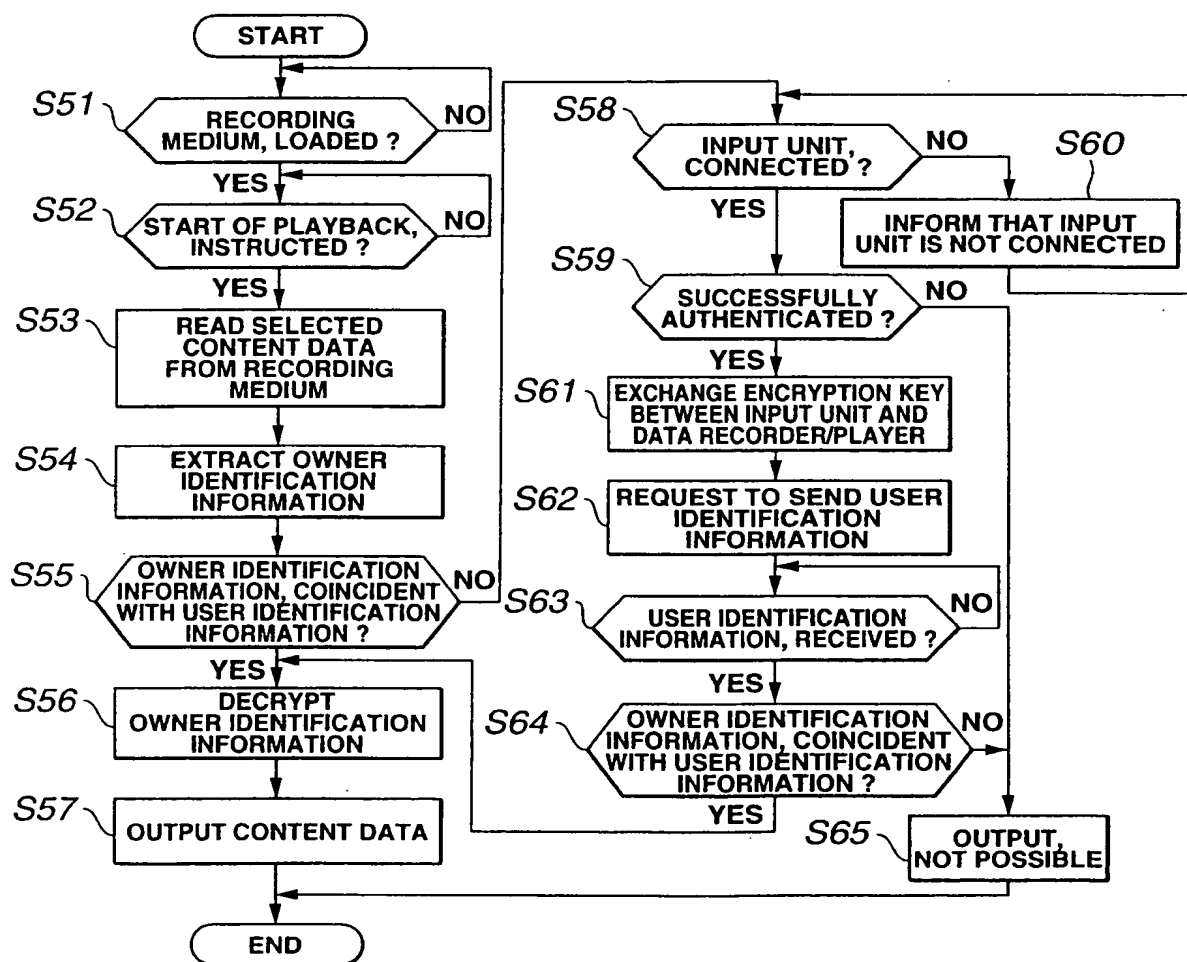 START
S51
RECORDING
MEDIUM, LOADED ?
NO
YES
S52
START OF PLAYBACK,
INSTRUCTED ?
NO
YES
S53
READ SELECTED
CONTENT DATA
FROM RECORDING
MEDIUM
S54
EXTRACT OWNER
IDENTIFICATION
INFORMATION
S55
OWNER IDENTIFICATION
INFORMATION, COINCIDENT
WITH USER IDENTIFICATION
INFORMATION ?
NO
YES
S56
DECRYPT
OWNER IDENTIFICATION
INFORMATION
S57
OUTPUT CONTENT DATA
END
S58
INPUT UNIT,
CONNECTED ?
NO
YES
S60
INFORM THAT INPUT
UNIT IS NOT CONNECTED
S59
SUCCESSFULLY
AUTHENTICATED ?
NO
YES
S61
EXCHANGE ENCRYPTION KEY
BETWEEN INPUT UNIT AND
DATA RECORDER/PLAYER
S62
REQUEST TO SEND USER
IDENTIFICATION
INFORMATION
S63
USER IDENTIFICATION
INFORMATION, RECEIVED ?
NO
YES
S64
OWNER IDENTIFICATION
INFORMATION, COINCIDENT
WITH USER IDENTIFICATION
INFORMATION ?
NO
YES
S65
OUTPUT,
NOT POSSIBLE